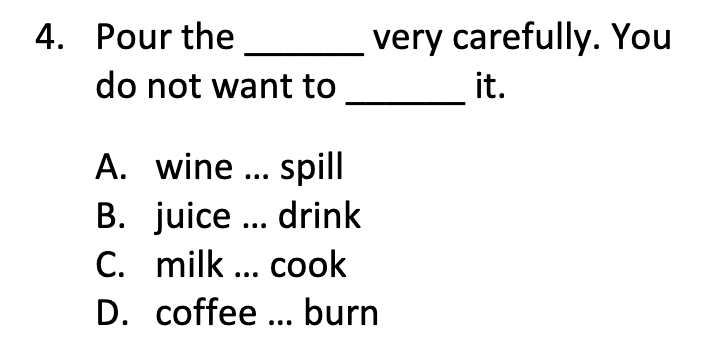 4. Pour the ______ very carefully. You
do not want to ______ it.
A. wine ... spill
B. juice ... drink
C. milk ... cook
D. coffee ... burn